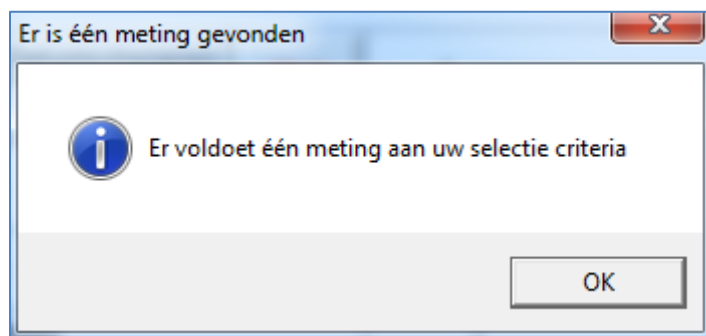 Er is één meting gevonden
Er voldoet één meting aan uw selectie criteria
OK